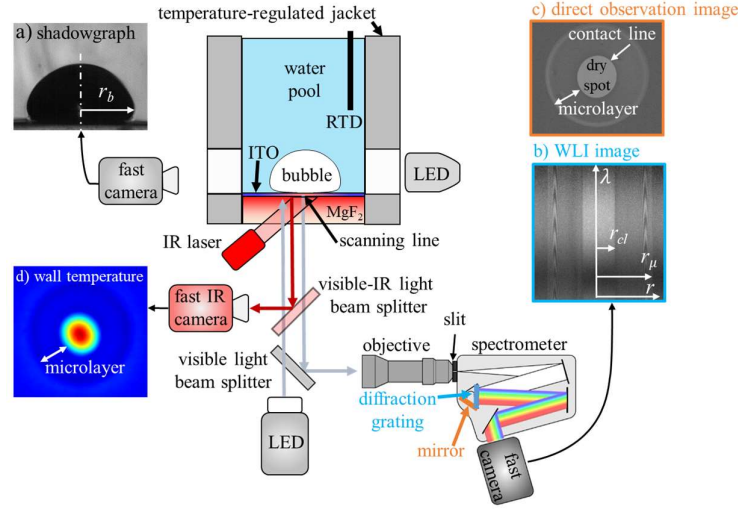 temperature-regulated jacket
a) shadowgraph
r_b
fast
camera
water
pool
RTD
ITO
bubble
LED
MgF₂
IR laser
scanning line
c) direct observation image
contact line
dry
spot
microlayer
b) WLI image
λ
r_cl
r_μ
r
d) wall temperature
microlayer
fast IR
camera
visible-IR light
beam splitter
visible light
beam splitter
LED
objective
slit
spectrometer
diffraction
grating
mirror
fast
camera